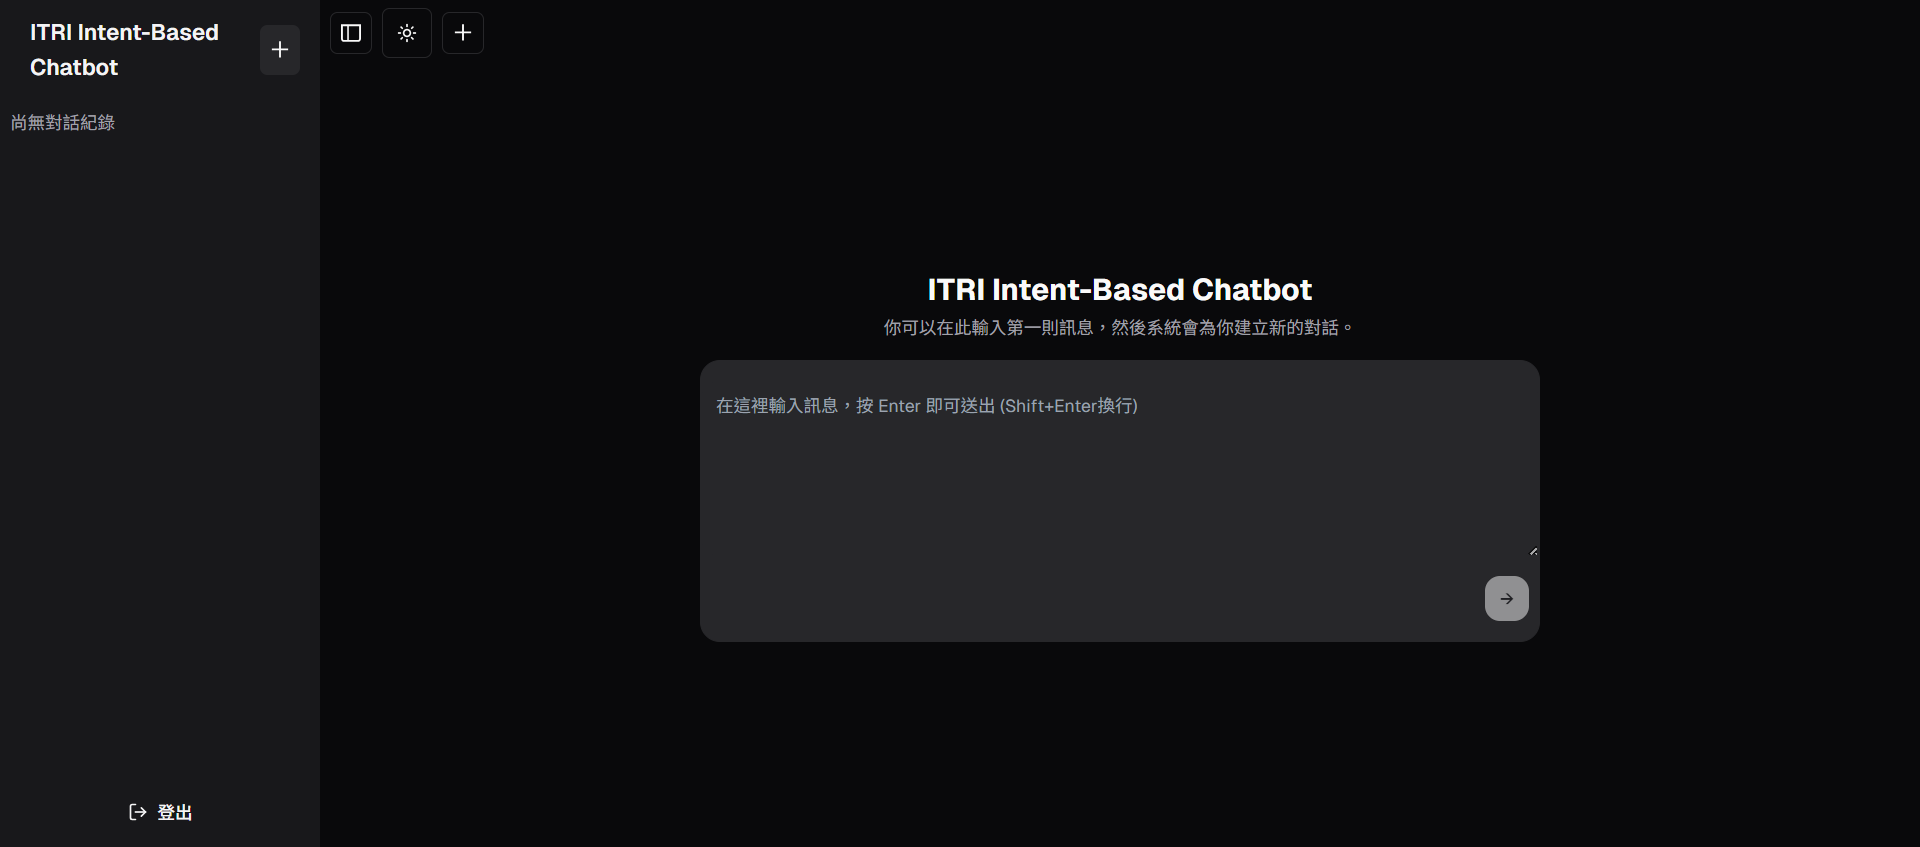 ITRI Intent-Based
Chatbot
尚無對話紀錄
ITRI Intent-Based Chatbot
你可以在此輸入第一則訊息，然後系統會為你建立新的對話。
在這裡輸入訊息，按 Enter 即可送出 (Shift+Enter換行)
登出